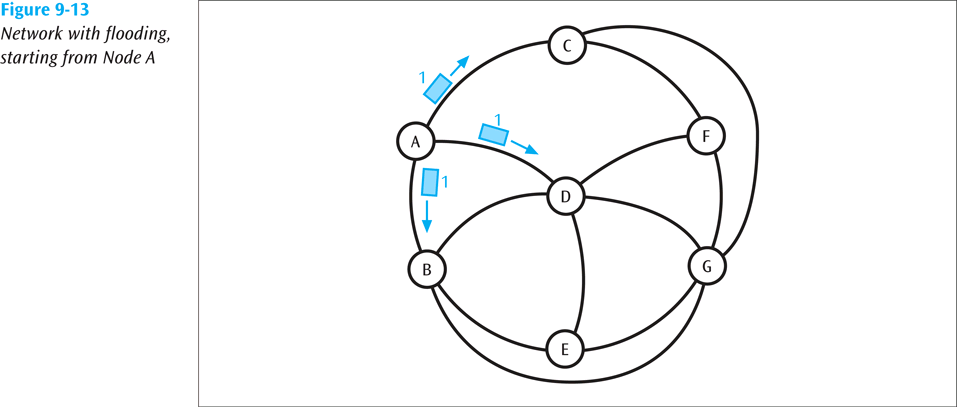 Figure 9-13
Network with flooding,
starting from Node A
C
1
1
A
F
1
D
B
G
E